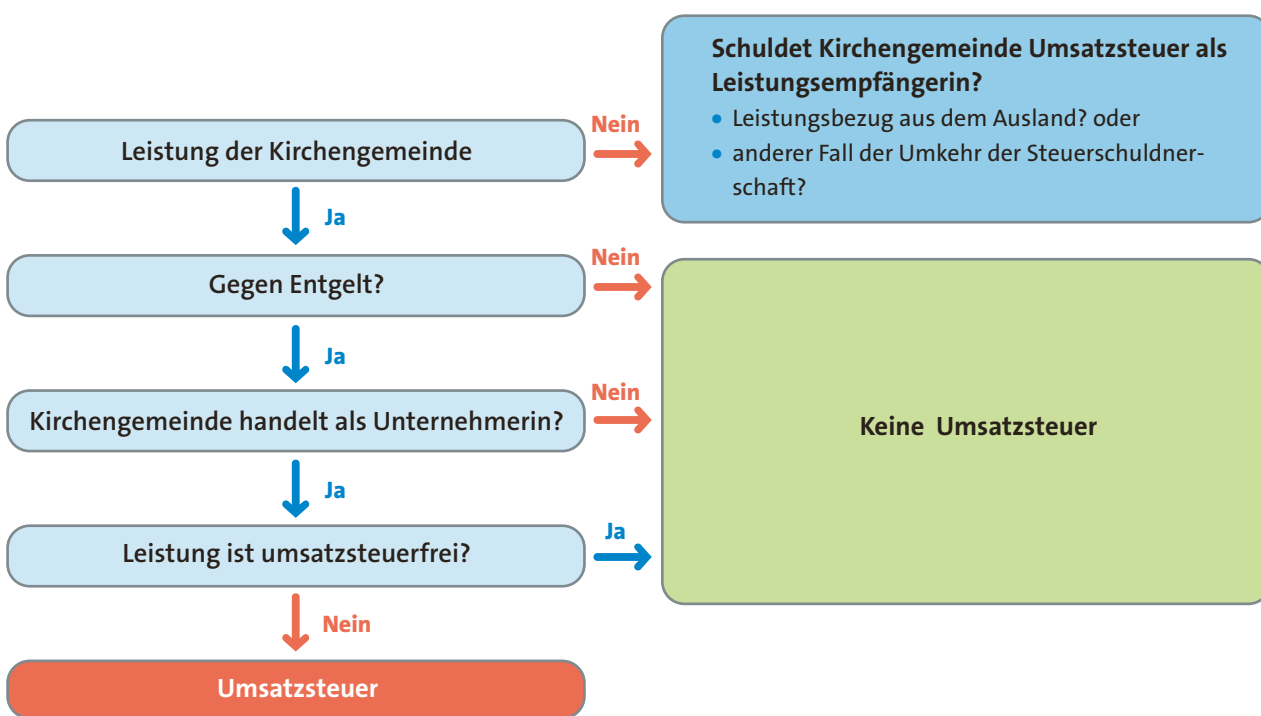 Schuldet Kirchengemeinde Umsatzsteuer als
Leistungsempfängerin?
• Leistungsbezug aus dem Ausland? oder
• anderer Fall der Umkehr der Steuerschuldner-
schaft?
Leistung der Kirchengemeinde
Nein
Ja
Gegen Entgelt?
Nein
Ja
Kirchengemeinde handelt als Unternehmerin?
Nein
Keine Umsatzsteuer
Ja
Leistung ist umsatzsteuerfrei?
Ja
Nein
Umsatzsteuer